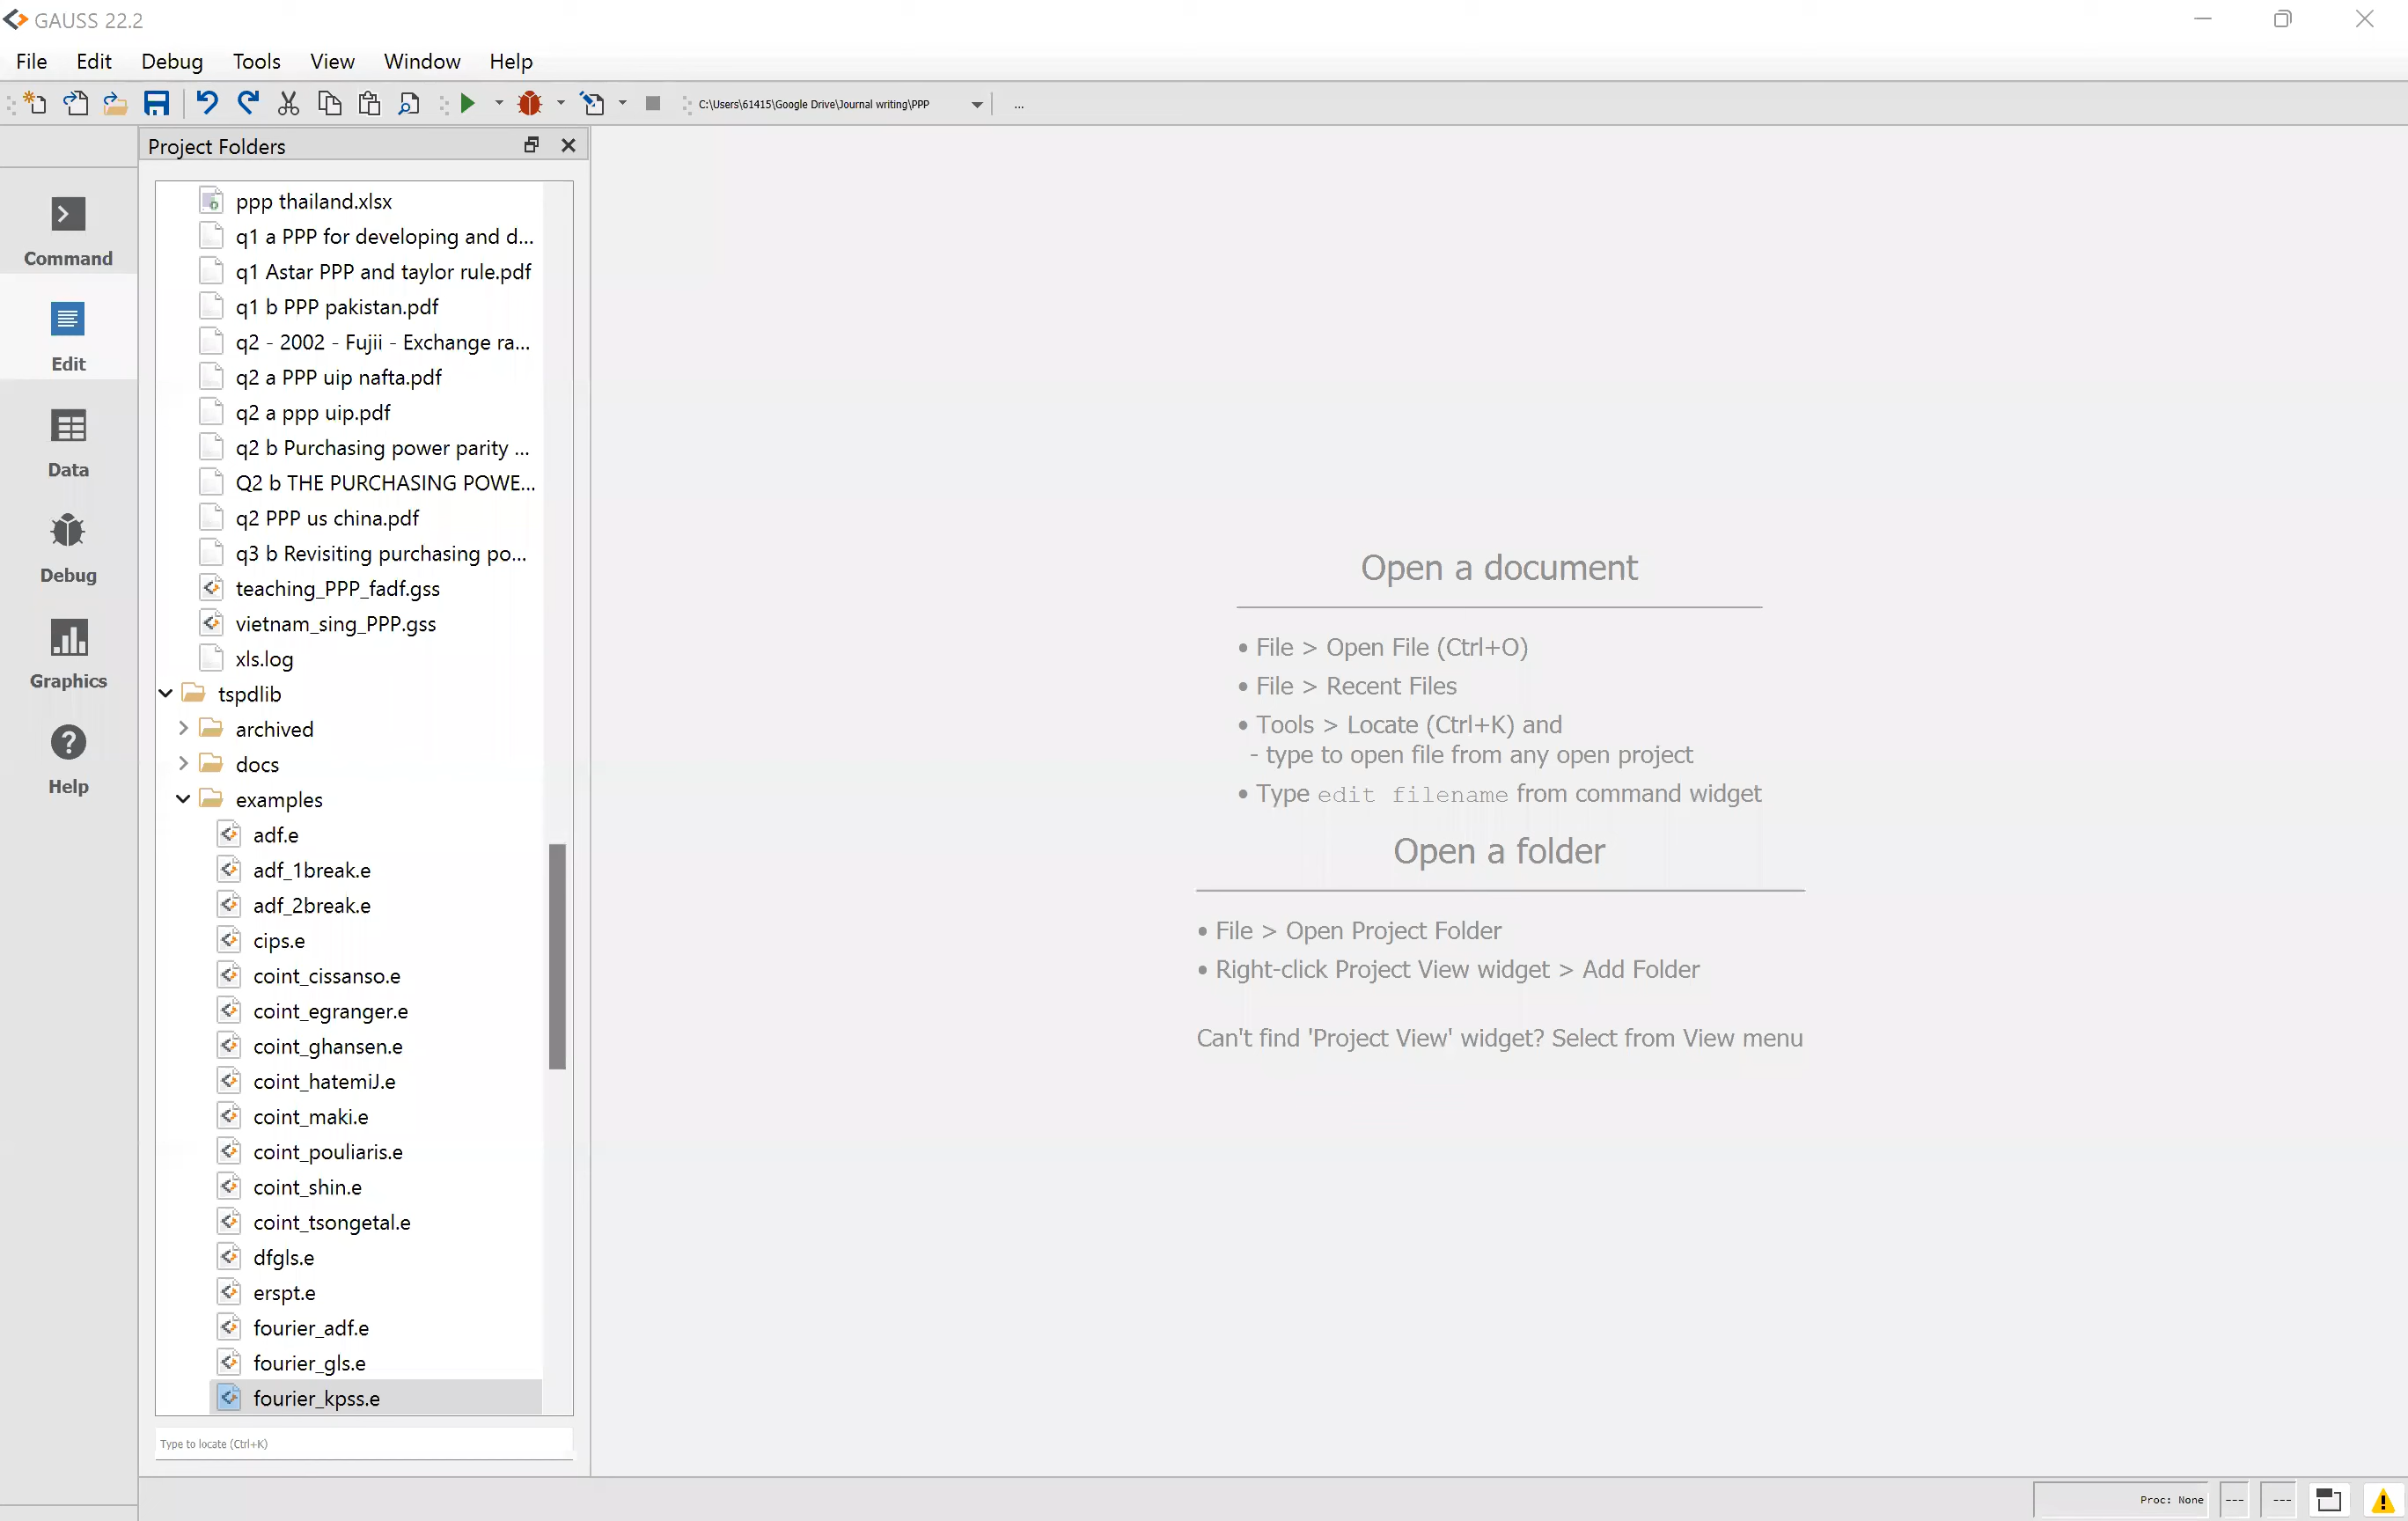 GAUSS 22.2
File Edit Debug Tools View Window Help
C:\Users\61415\Google Drive\Journal writing\PPP ...
Project Folders
Command
Edit
Data
Debug
Graphics
Help
ppp thailand.xlsx
q1 a PPP for developing and d...
q1 Astar PPP and taylor rule.pdf
q1 b PPP pakistan.pdf
q2 - 2002 - Fujii - Exchange ra...
q2 a PPP uip nafta.pdf
q2 a ppp uip.pdf
q2 b Purchasing power parity ...
Q2 b THE PURCHASING POWE...
q2 PPP us china.pdf
q3 b Revisiting purchasing po...
teaching_PPP_fadf.gss
vietnam_sing_PPP.gss
xls.log
tspdlib
archived
docs
examples
adf.e
adf_1break.e
adf_2break.e
cips.e
coint_cissanso.e
coint_egranger.e
coint_ghansen.e
coint_hatemiJ.e
coint_maki.e
coint_pouliaris.e
coint_shin.e
coint_tsongetal.e
dfgls.e
erspt.e
fourier_adf.e
fourier_gls.e
fourier_kpss.e
Type to locate (Ctrl+K)
Open a document
• File > Open File (Ctrl+O)
• File > Recent Files
• Tools > Locate (Ctrl+K) and
- type to open file from any open project
• Type edit filename from command widget
Open a folder
• File > Open Project Folder
• Right-click Project View widget > Add Folder
Can't find 'Project View' widget? Select from View menu
Proc: None --- ---